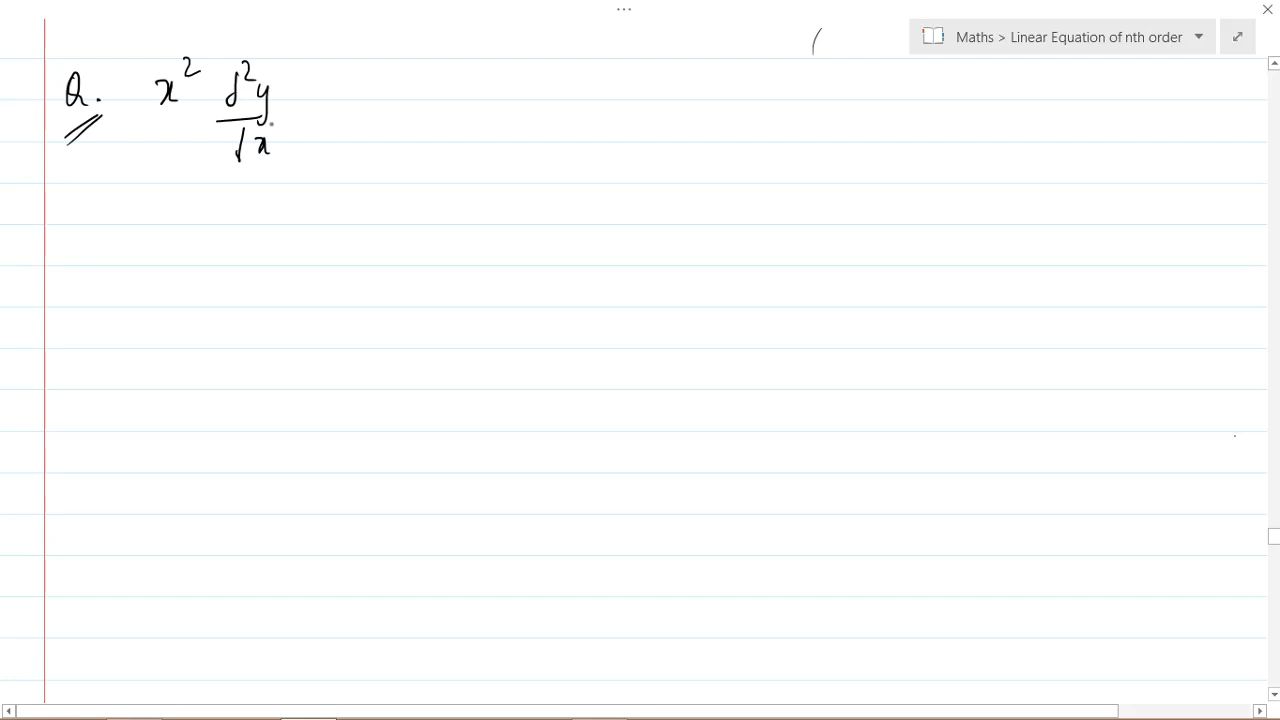 Maths > Linear Equation of nth order
Q. x² d²y
dx